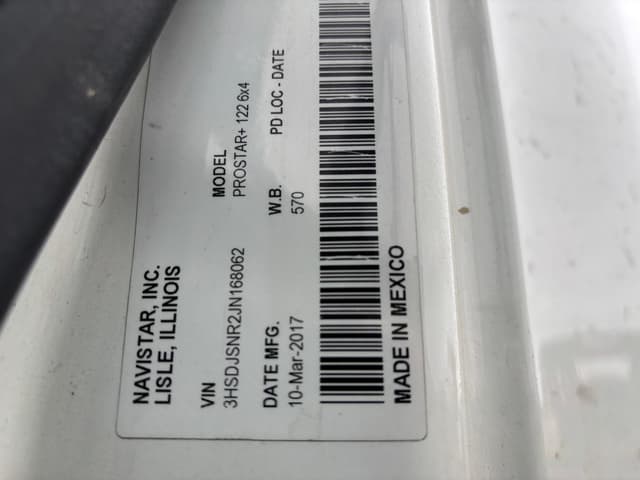 NAVISTAR, INC.
LISLE, ILLINOIS
VIN MODEL
3HSDJSNR2JN168062 PROSTAR+ 122 6x4
DATE MFG. W.B. PD LOC - DATE
10-Mar-2017 570
MADE IN MEXICO